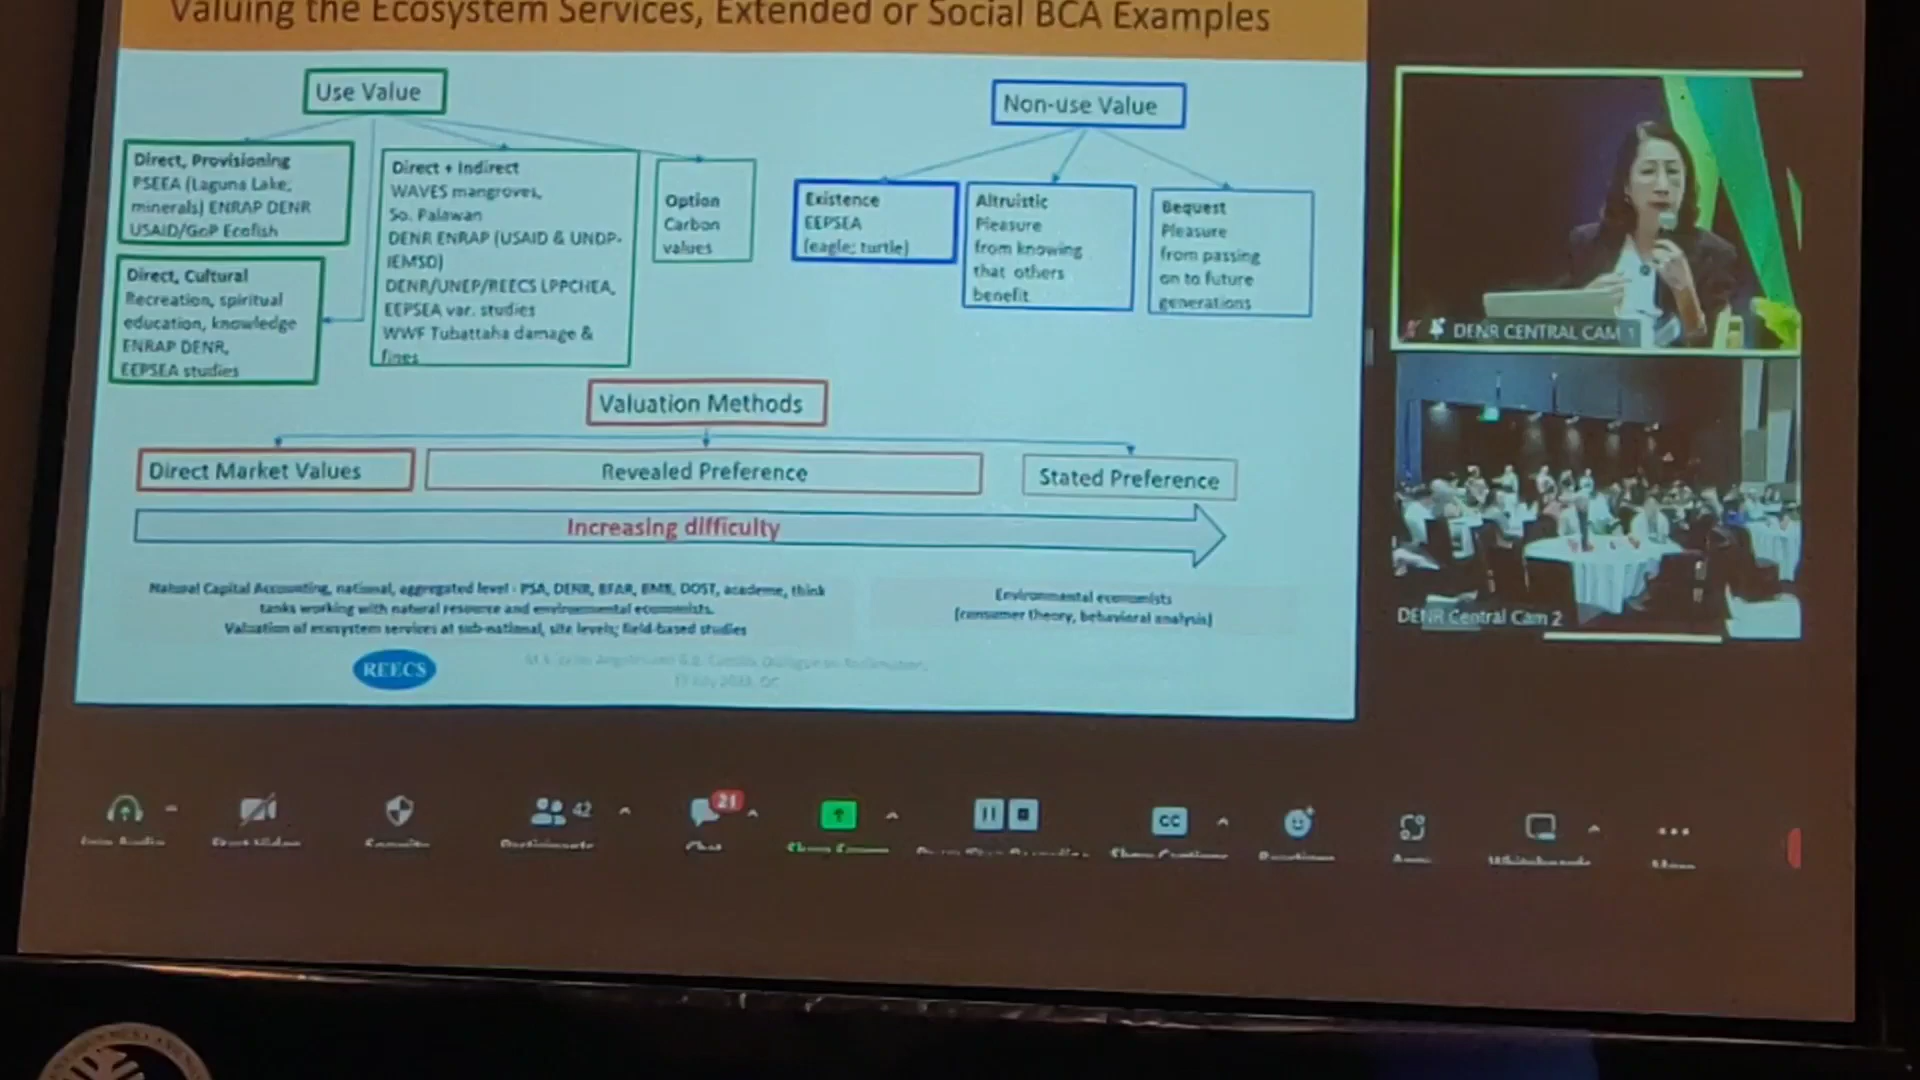 Valuing the Ecosystem Services, Extended or Social BCA Examples
Use Value
Direct, Provisioning
PSEEA (Laguna Lake,
minerals) ENRAP DENR
USAID/GoP Ecofish
Direct, Cultural
Recreation, spiritual
education, knowledge
ENRAP DENR,
EEPSEA studies
Direct + Indirect
WAVES mangroves,
So. Palawan
DENR ENRAP (USAID & UNDP-
IEMSD)
DENR/UNEP/REECS LPPCHEA,
EEPSEA var. studies
WWF Tubattaha damage &
fines
Option
Carbon
values
Non-use Value
Existence
EEPSEA
(eagle; turtle)
Altruistic
Pleasure
from knowing
that others
benefit
Bequest
Pleasure
from passing
on to future
generations
Valuation Methods
Direct Market Values
Revealed Preference
Stated Preference
Increasing difficulty
Natural Capital Accounting, national, aggregated level - PSA, DENR, BFAR, BMB, DOST, academe, think
tanks working with natural resource and environmental economists.
Valuation of ecosystem services at sub-national, site levels; field-based studies
Environmental economists
(consumer theory, behavioral analysis)
REECS
DENR CENTRAL CAM 1
DENR Central Cam 2
42
21
CC
Chat